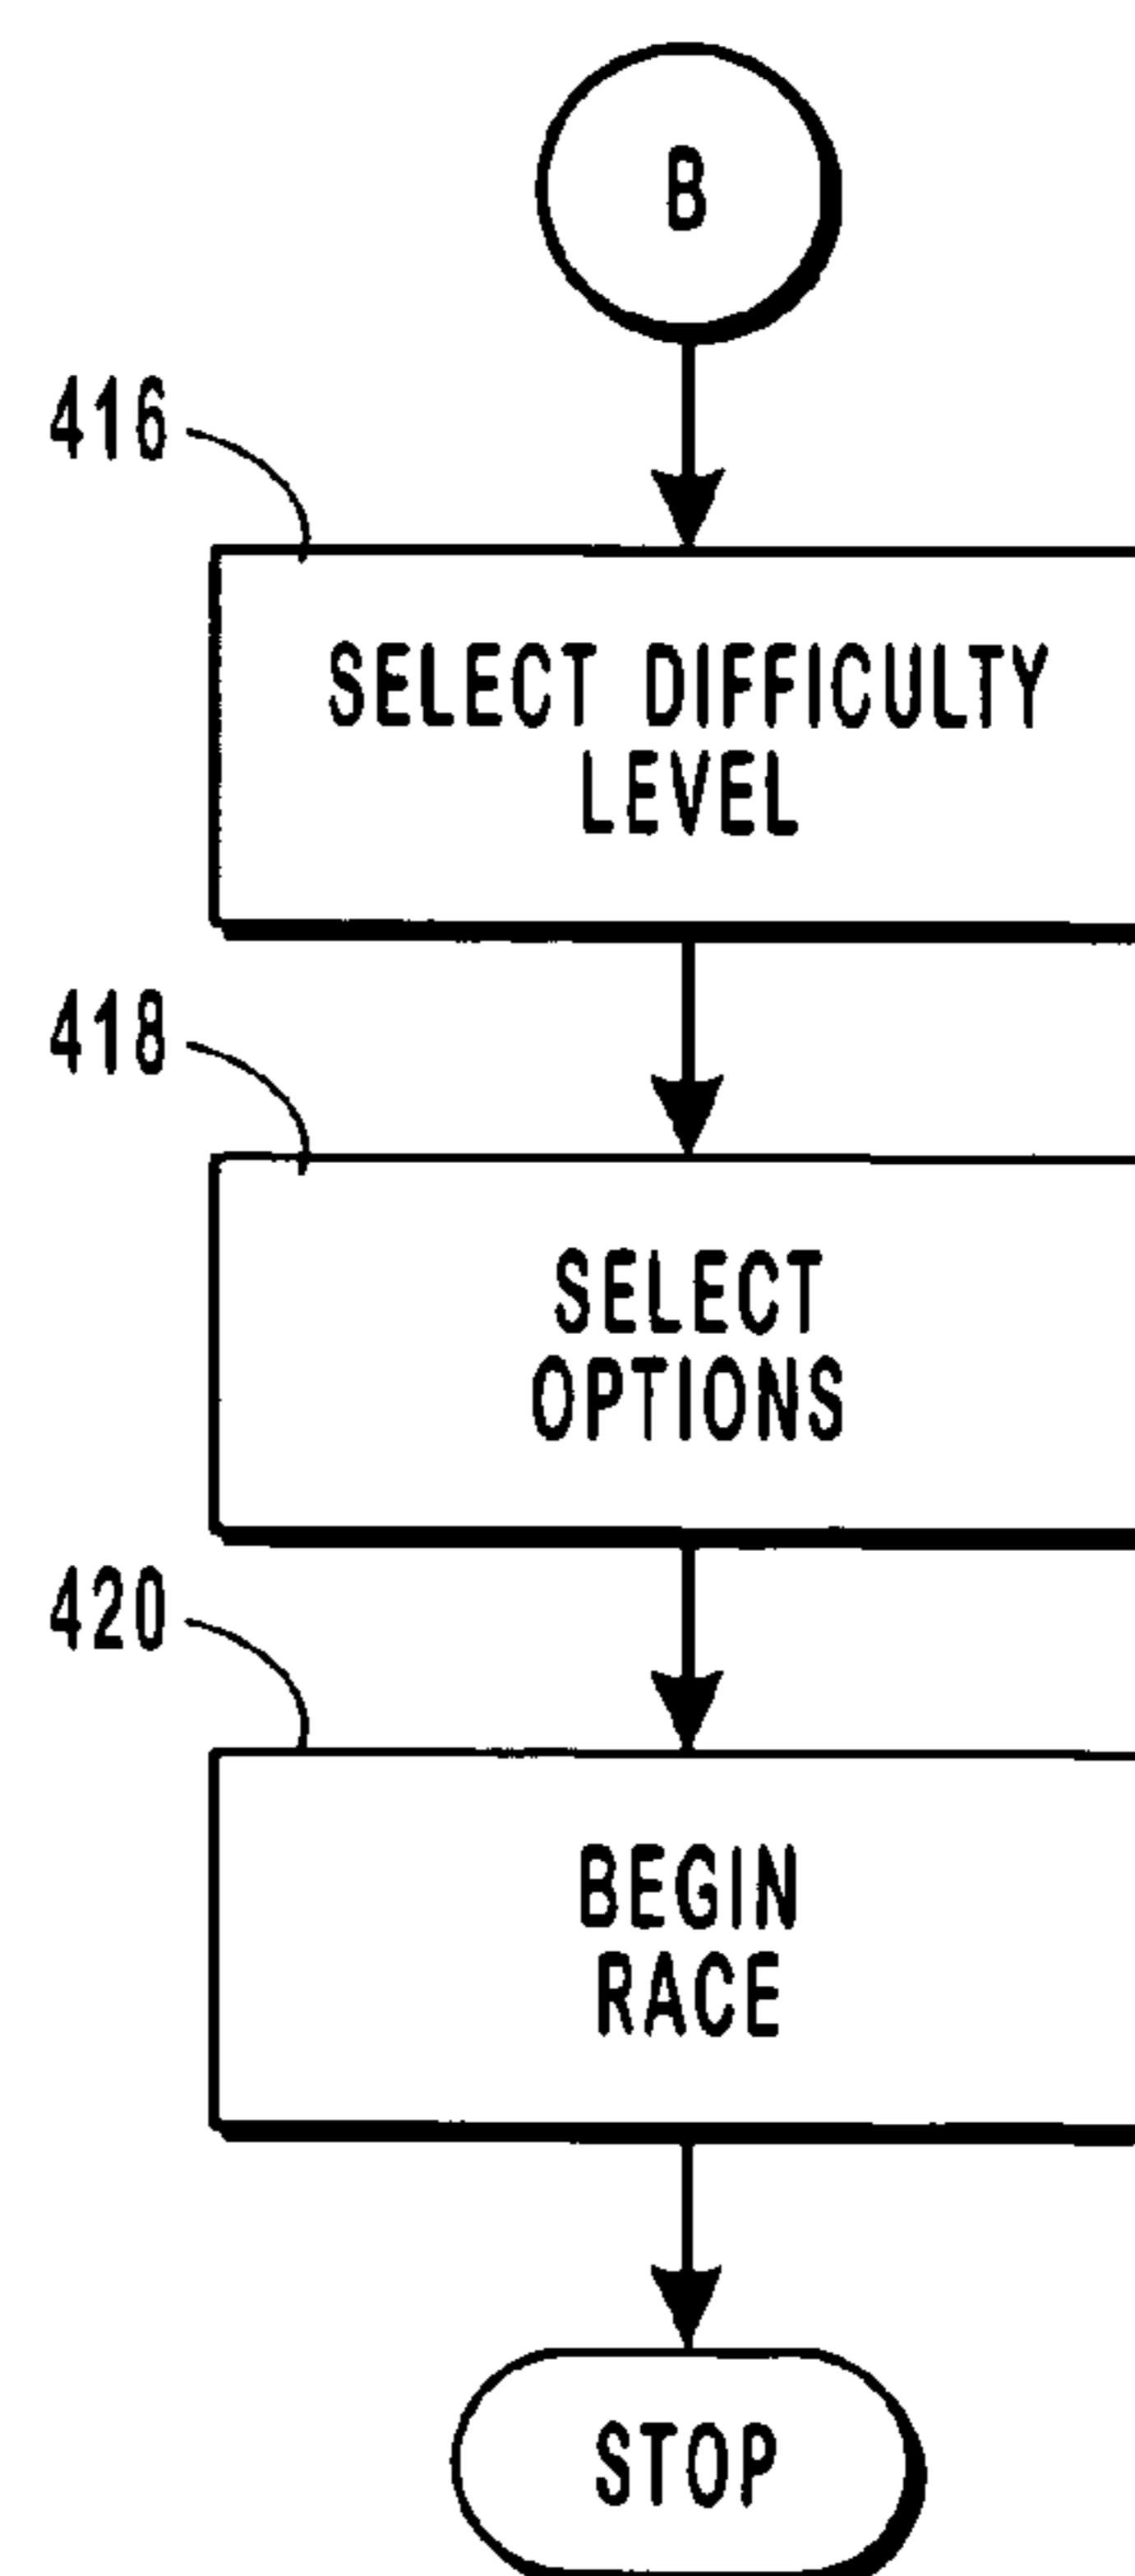 B
416
SELECT DIFFICULTY
LEVEL
418
SELECT
OPTIONS
420
BEGIN
RACE
STOP